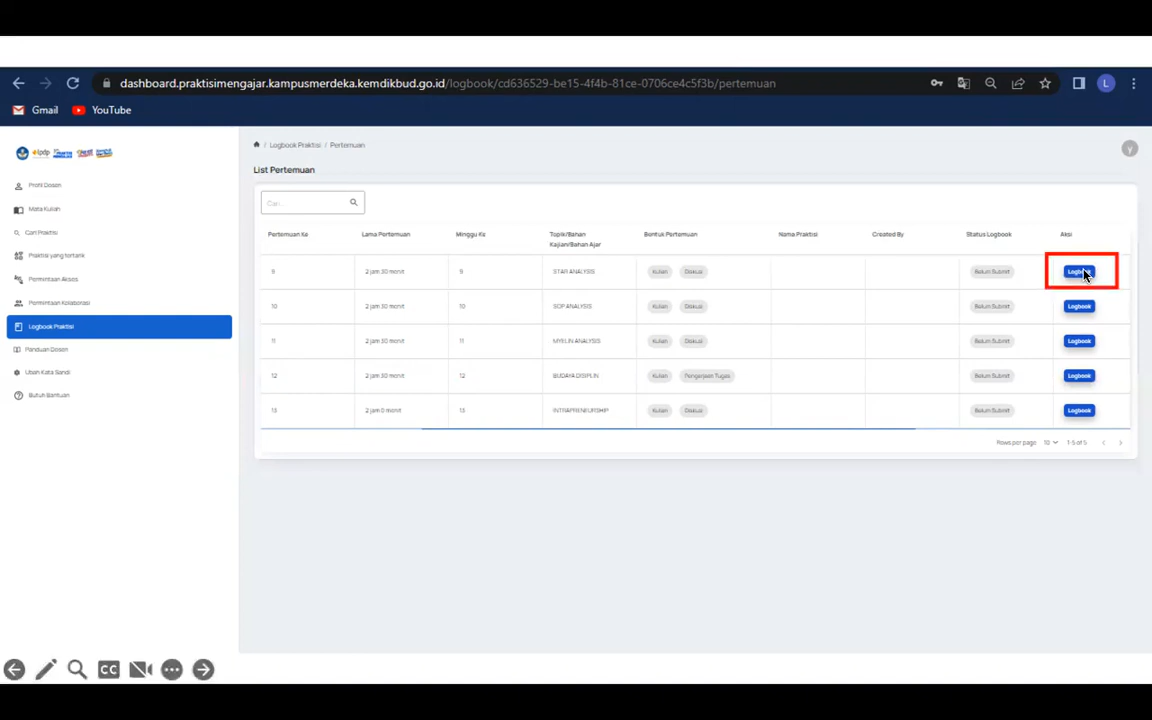 dashboard.praktisimengajar.kampusmerdeka.kemdikbud.go.id/logbook/cd636529-be15-4f4b-81ce-0706ce4c5f3b/pertemuan
L
Gmail YouTube
Logbook Praktisi / Pertemuan
y
List Pertemuan
Profil Dosen
Mata Kuliah
Cari Praktisi
Praktisi yang tertarik
Permintaan Akses
Permintaan Kolaborasi
Logbook Praktisi
Panduan Dosen
Ubah Kata Sandi
Butuh Bantuan
Cari...
Pertemuan Ke Lama Pertemuan Minggu Ke Topik/Bahan Kajian/Bahan Ajar Bentuk Pertemuan Nama Praktisi Created By Status Logbook Aksi
9 2 jam 30 menit 9 STAR ANALYSIS Kuliah Diskusi Belum Submit Logbook
10 2 jam 30 menit 10 SCP ANALYSIS Kuliah Diskusi Belum Submit Logbook
11 2 jam 30 menit 11 MYELIN ANALYSIS Kuliah Diskusi Belum Submit Logbook
12 2 jam 30 menit 12 BUDAYA DISIPLIN Kuliah Pengerjaan Tugas Belum Submit Logbook
13 2 jam 0 menit 13 INTRAPRENEURSHIP Kuliah Diskusi Belum Submit Logbook
Rows per page: 10 1-5 of 5
CC